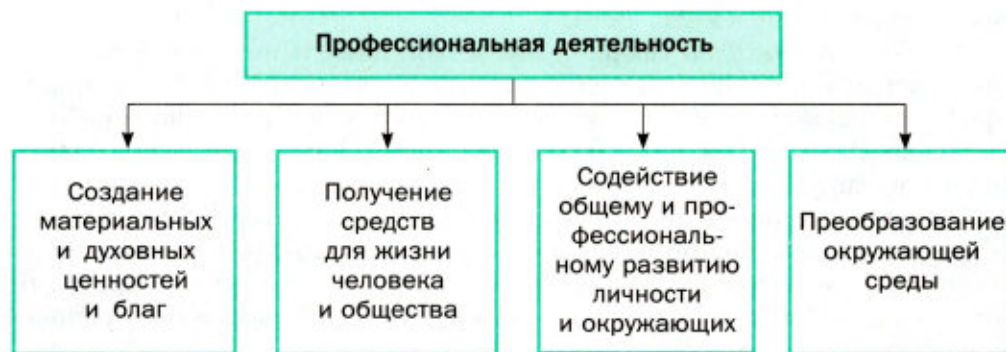 Профессиональная деятельность
Создание
материальных
и духовных
ценностей
и благ
Получение
средств
для жизни
человека
и общества
Содействие
общему и про-
фессиональ-
ному развитию
личности
и окружающих
Преобразование
окружающей
среды